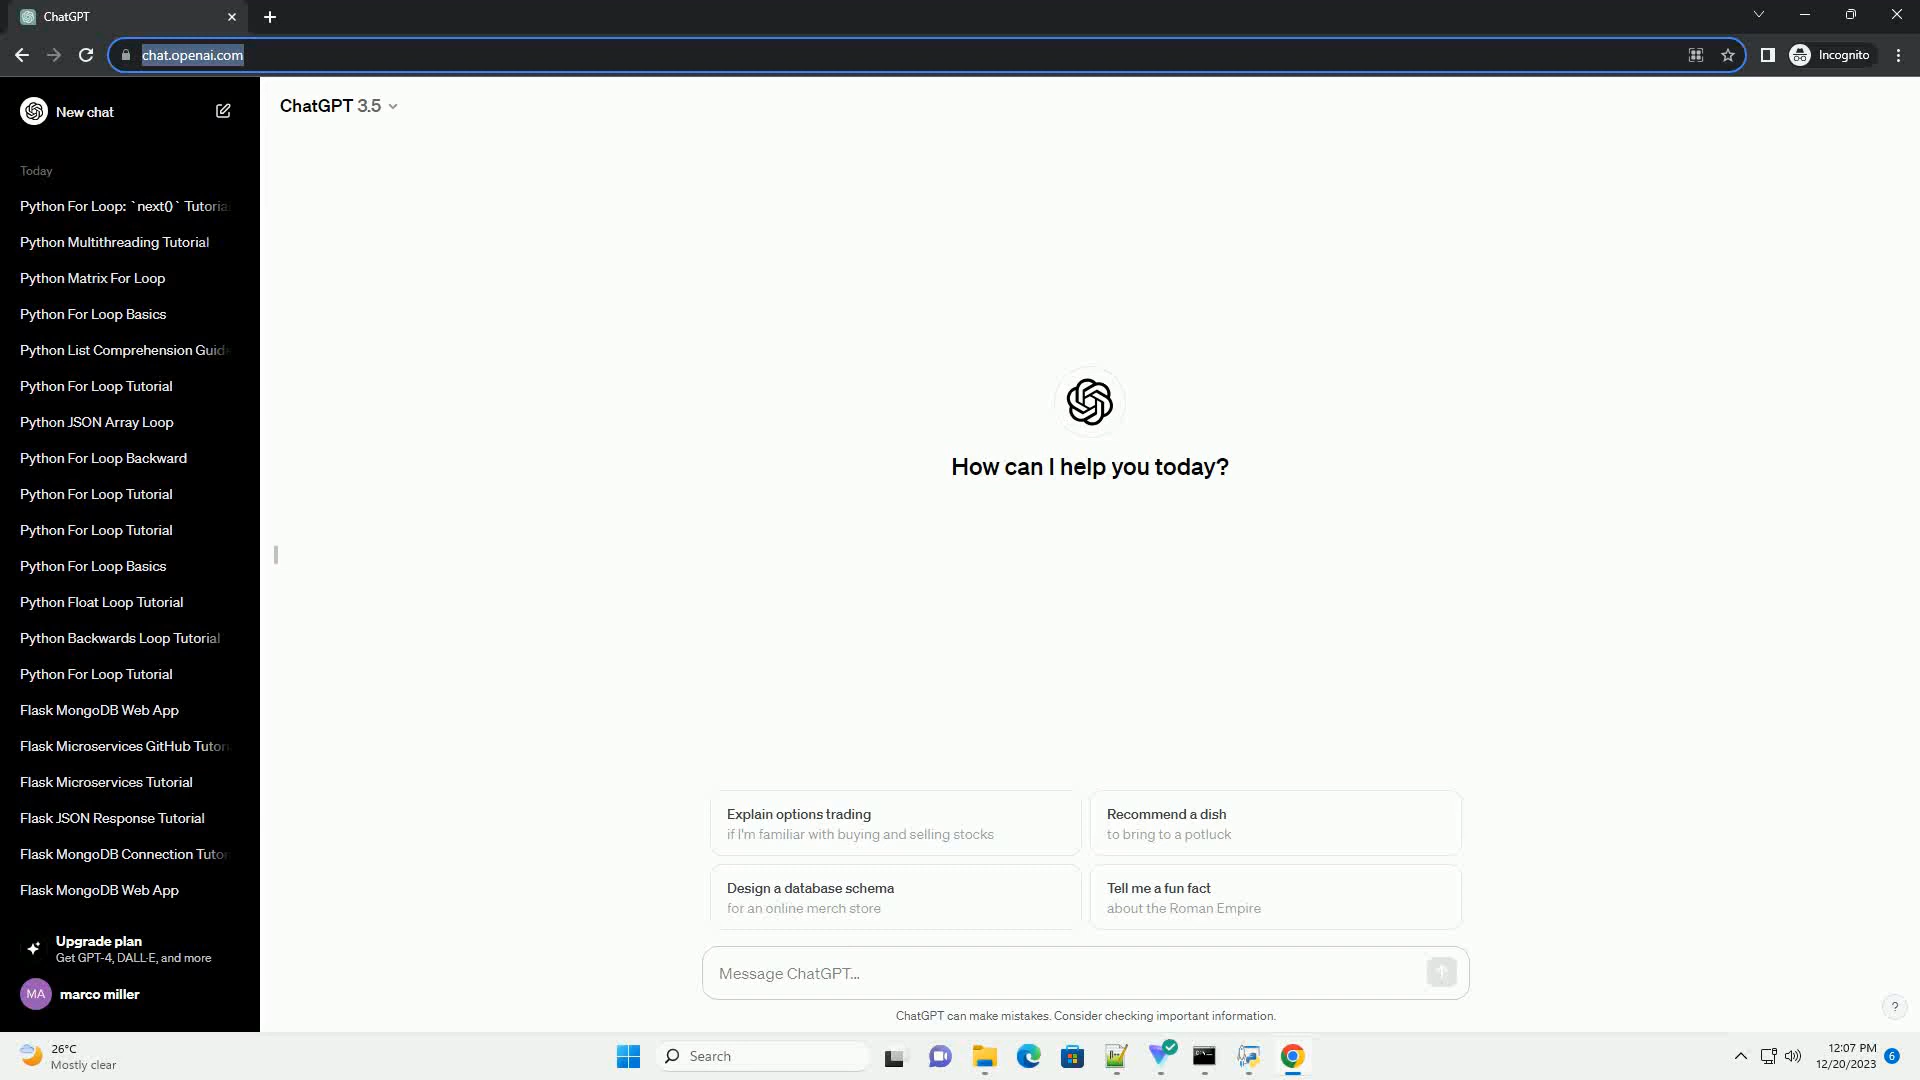 ChatGPT
chat.openai.com
Incognito
New chat
ChatGPT 3.5
Today
Python For Loop: `next()` Tutoria
Python Multithreading Tutorial
Python Matrix For Loop
Python For Loop Basics
Python List Comprehension Guid
Python For Loop Tutorial
Python JSON Array Loop
Python For Loop Backward
Python For Loop Tutorial
Python For Loop Tutorial
Python For Loop Basics
Python Float Loop Tutorial
Python Backwards Loop Tutorial
Python For Loop Tutorial
Flask MongoDB Web App
Flask Microservices GitHub Tutor
Flask Microservices Tutorial
Flask JSON Response Tutorial
Flask MongoDB Connection Tutor
Flask MongoDB Web App
Upgrade plan
Get GPT-4, DALL·E, and more
MA marco miller
How can I help you today?
Explain options trading
if I'm familiar with buying and selling stocks
Recommend a dish
to bring to a potluck
Design a database schema
for an online merch store
Tell me a fun fact
about the Roman Empire
Message ChatGPT...
ChatGPT can make mistakes. Consider checking important information.
?
26°C
Mostly clear
Search
12:07 PM
12/20/2023
6